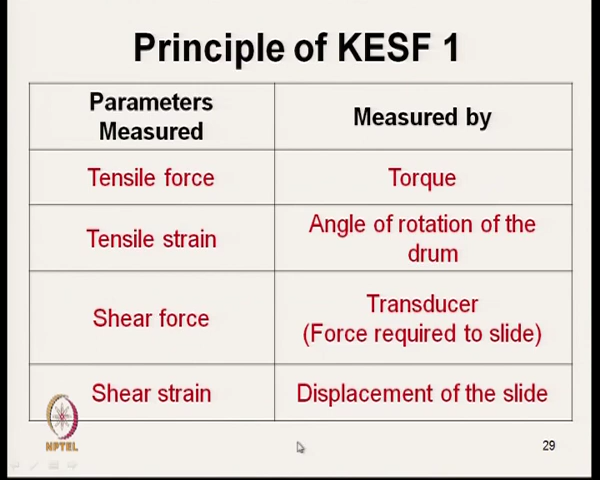 Principle of KESF 1
Parameters
Measured
Measured by
Tensile force
Torque
Tensile strain
Angle of rotation of the
drum
Shear force
Transducer
(Force required to slide)
Shear strain
Displacement of the slide
NPTEL
29